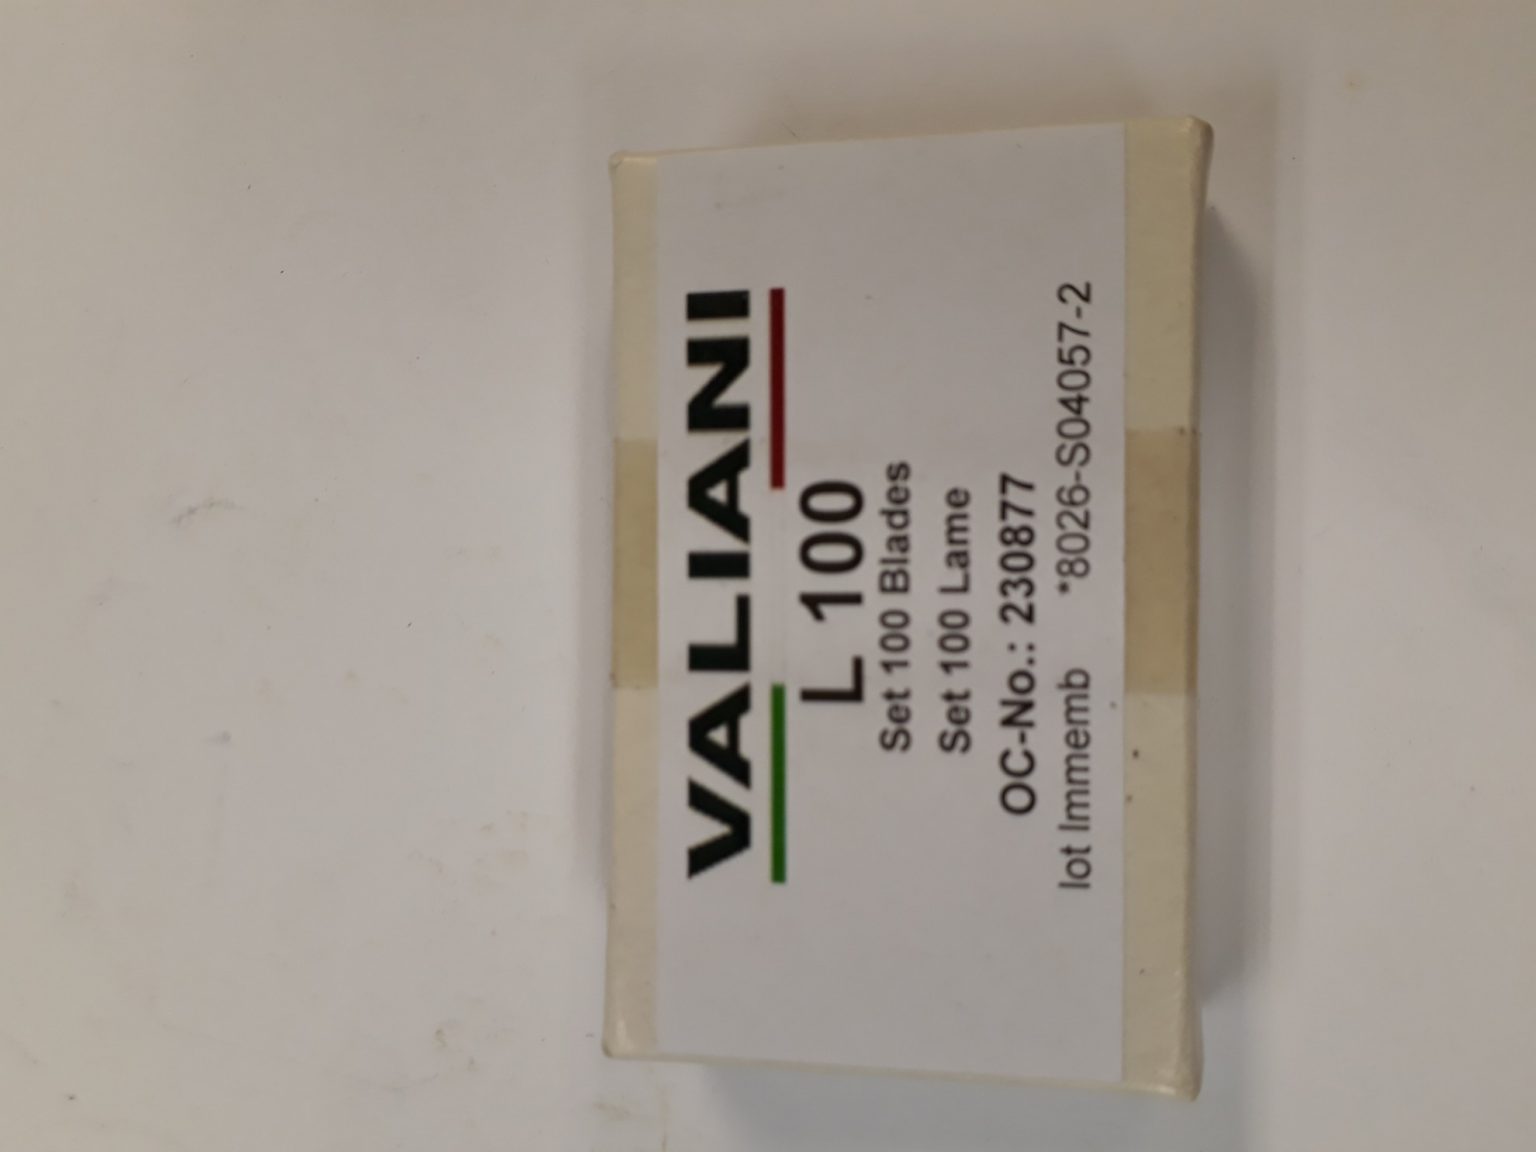 VALIANI
L 100
Set 100 Blades
Set 100 Lame
OC-No.: 230877
lot Immemb *8026-S04057-2